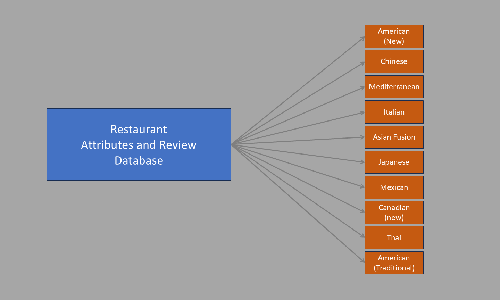 Restaurant
Attributes and Review
Database
American
(New)
Chinese
Mediterranean
Italian
Asian Fusion
Japanese
Mexican
Canadian
(new)
Thai
American
(Traditional)